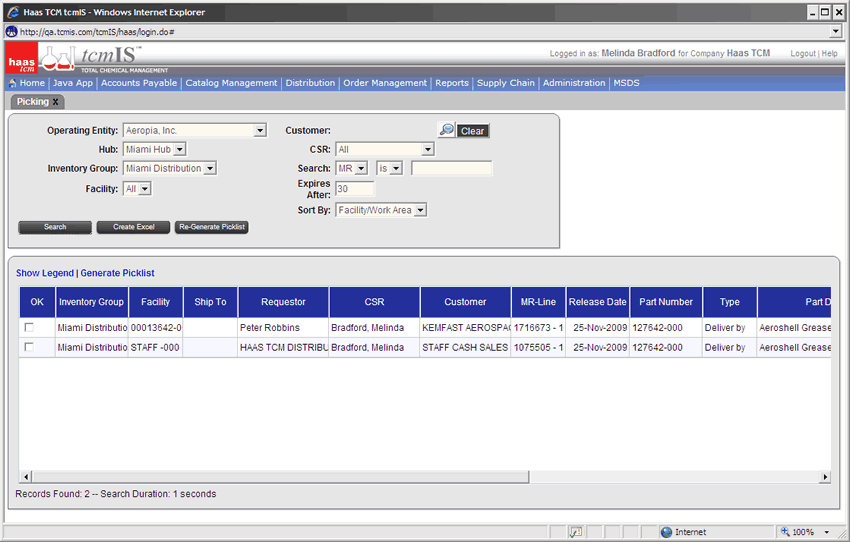 Haas TCM tcmIS - Windows Internet Explorer
http://qa.tcmis.com/tcmIS/haas/login.do#
haas tcm tcmIS™ TOTAL CHEMICAL MANAGEMENT
Logged in as: Melinda Bradford for Company Haas TCM Logout | Help
Home Java App Accounts Payable Catalog Management Distribution Order Management Reports Supply Chain Administration MSDS
Picking X
Operating Entity: Aeropia, Inc. Customer: Clear
Hub: Miami Hub CSR: All
Inventory Group: Miami Distribution Search: MR is
Facility: All Expires After: 30
Sort By: Facility/Work Area
Search Create Excel Re-Generate Picklist
Show Legend | Generate Picklist
OK Inventory Group Facility Ship To Requestor CSR Customer MR-Line Release Date Part Number Type Part D
Miami Distributio 00013642-0 Peter Robbins Bradford, Melinda KEMFAST AEROSPAC 1716673 - 1 25-Nov-2009 127642-000 Deliver by Aeroshell Grease
Miami Distributio STAFF -000 HAAS TCM DISTRIBU Bradford, Melinda STAFF CASH SALES 1075505 - 1 25-Nov-2009 127642-000 Deliver by Aeroshell Grease
Records Found: 2 -- Search Duration: 1 seconds
Internet 100%